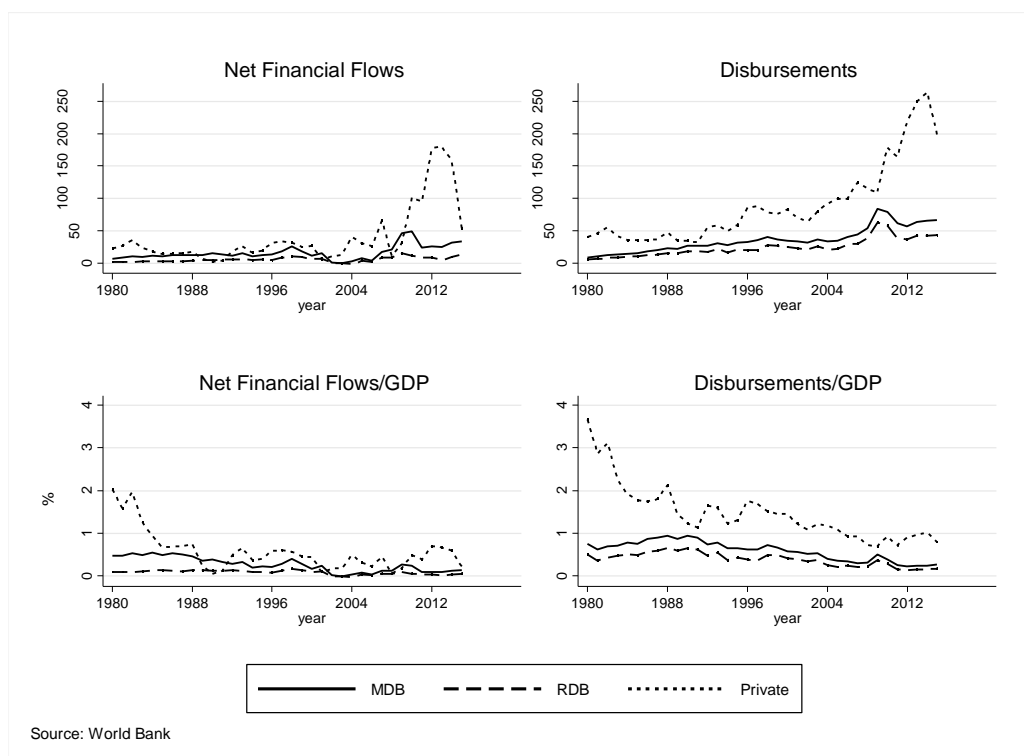 Net Financial Flows
250
200
150
100
50
0
1980 1988 1996 2004 2012
year
Disbursements
250
200
150
100
50
0
1980 1988 1996 2004 2012
year
Net Financial Flows/GDP
%
4
3
2
1
0
1980 1988 1996 2004 2012
year
Disbursements/GDP
4
3
2
1
0
1980 1988 1996 2004 2012
year
MDB RDB Private
Source: World Bank